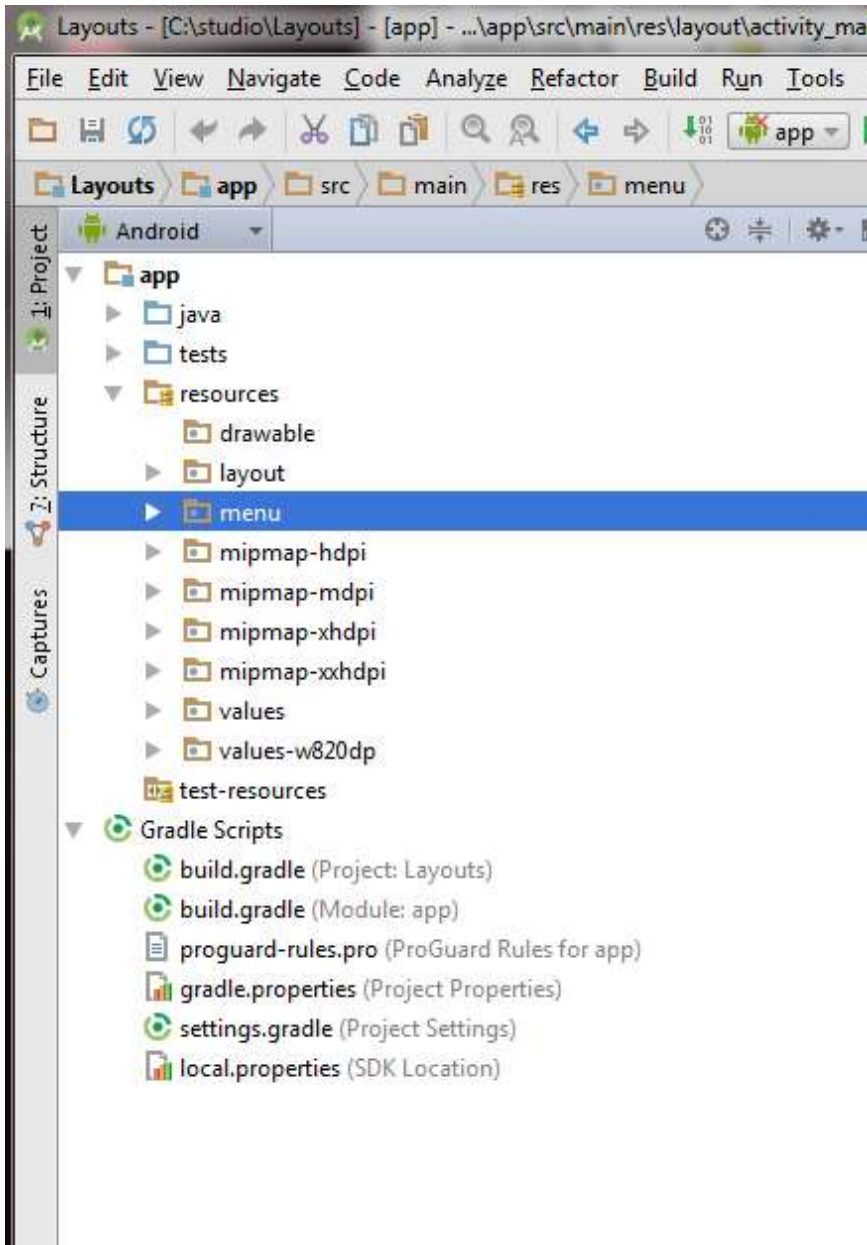 Layouts - [C:\studio\Layouts] - [app] - ...\app\src\main\res\layout\activity_ma
File Edit View Navigate Code Analyze Refactor Build Run Tools
app
Layouts app src main res menu
1: Project
7: Structure
Captures
Android
app
java
tests
resources
drawable
layout
menu
mipmap-hdpi
mipmap-mdpi
mipmap-xhdpi
mipmap-xxhdpi
values
values-w820dp
test-resources
Gradle Scripts
build.gradle (Project: Layouts)
build.gradle (Module: app)
proguard-rules.pro (ProGuard Rules for app)
gradle.properties (Project Properties)
settings.gradle (Project Settings)
local.properties (SDK Location)